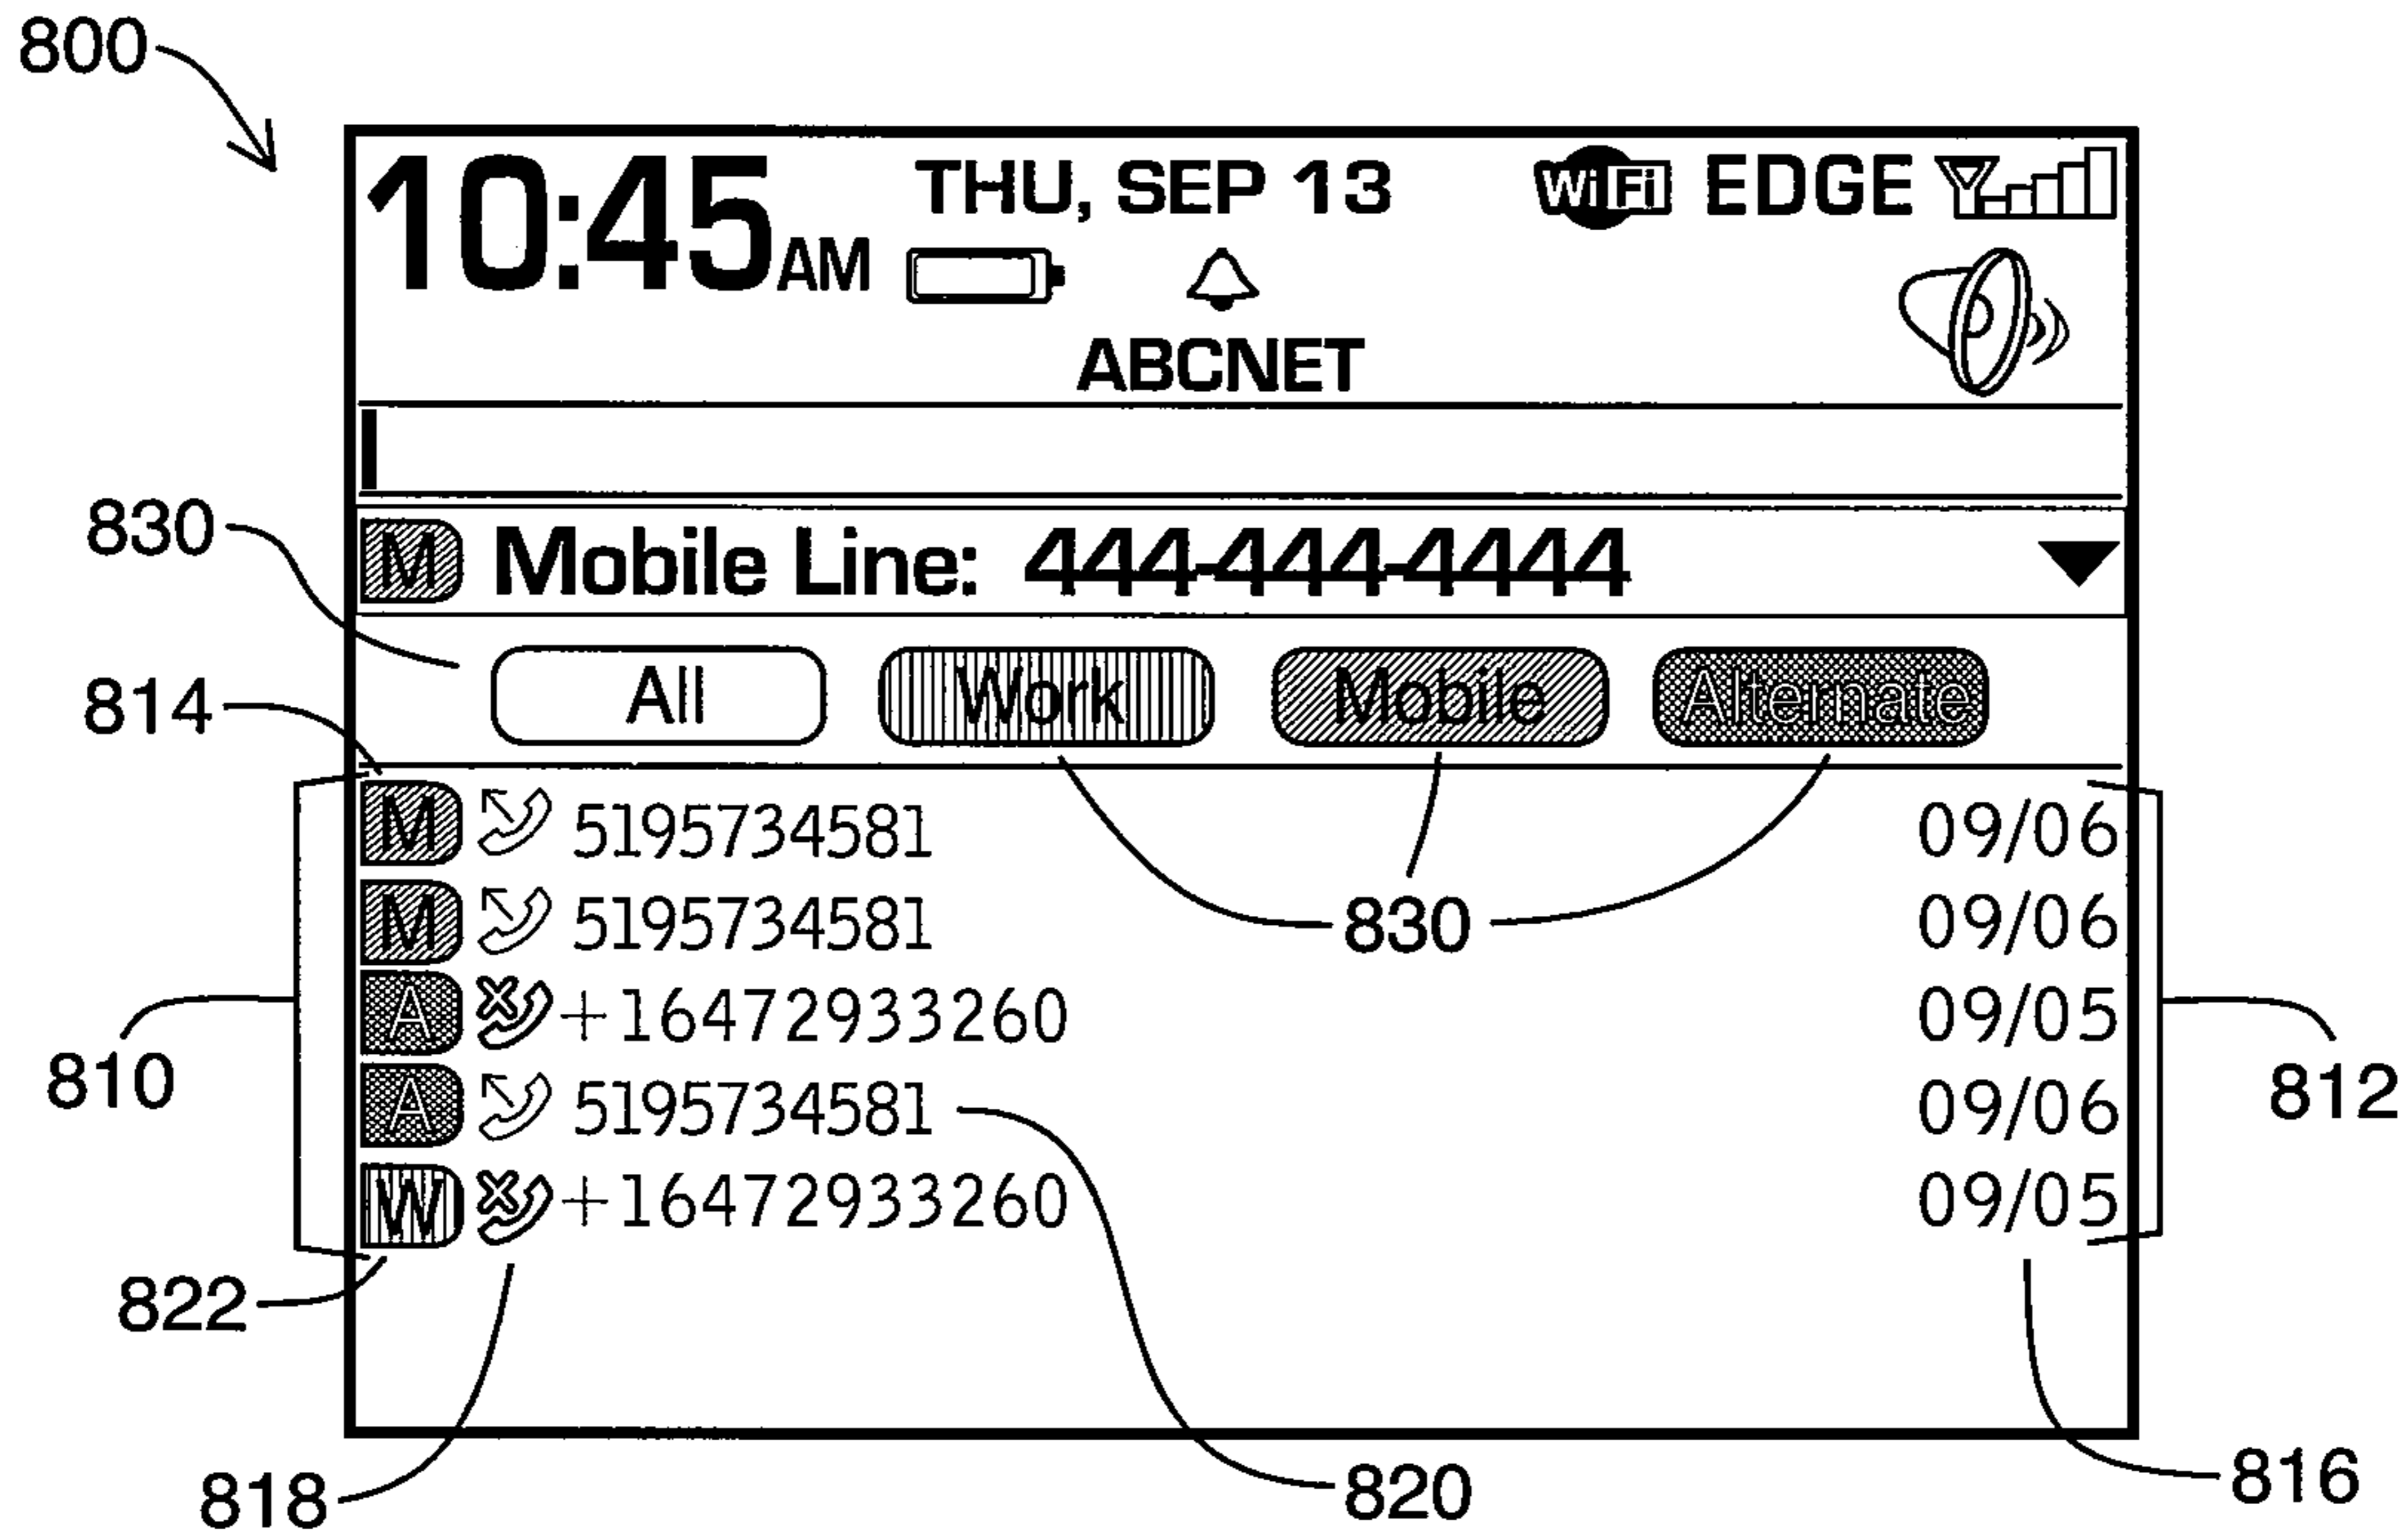 800
10:45 AM THU, SEP 13 WiFi EDGE
ABCNET
830
M Mobile Line: 444-444-4444
All Work Mobile Alternate
814
M 5195734581 09/06
M 5195734581 09/06
830
A +16472933260 09/05
810
812
A 5195734581 09/06
W +16472933260 09/05
822
818
820
816